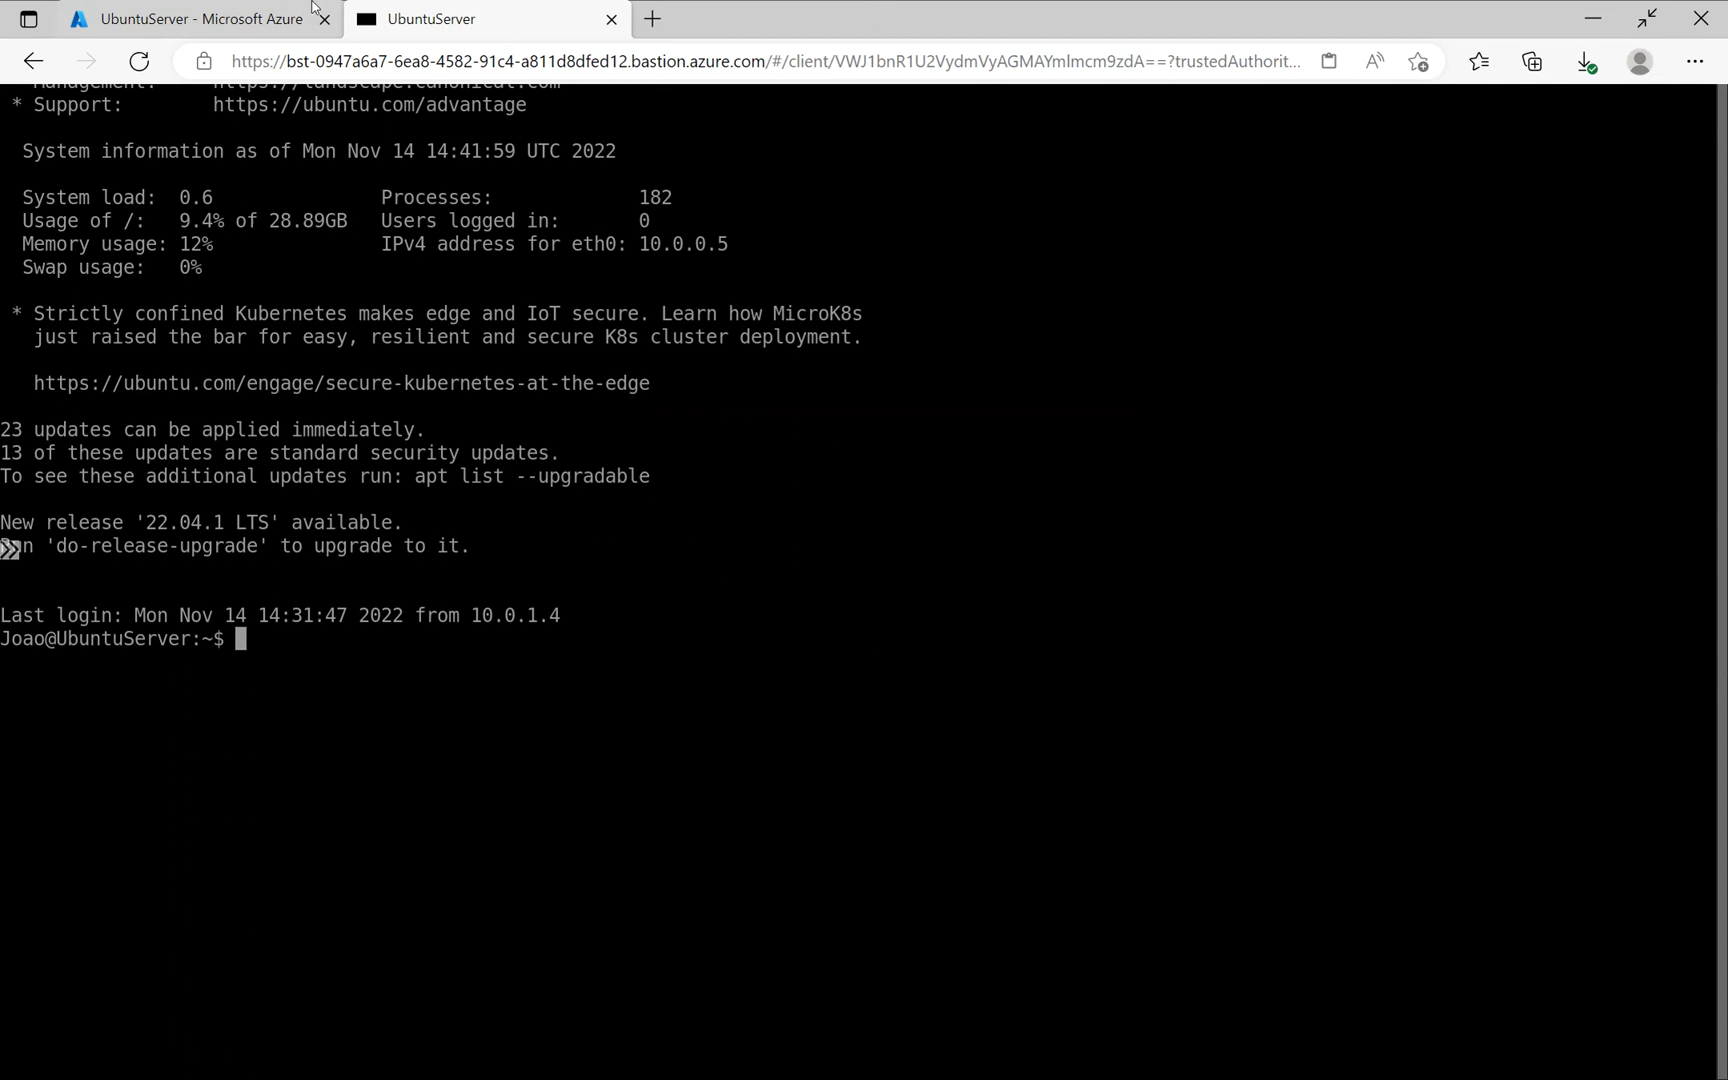 UbuntuServer - Microsoft Azure
UbuntuServer
https://bst-0947a6a7-6ea8-4582-91c4-a811d8dfed12.bastion.azure.com/#/client/VWJ1bnR1U2VydmVyAGMAYmlmcm9zdA==?trustedAuthorit...
* Management: https://landscape.canonical.com
* Support: https://ubuntu.com/advantage
System information as of Mon Nov 14 14:41:59 UTC 2022
System load: 0.6 Processes: 182
Usage of /: 9.4% of 28.89GB Users logged in: 0
Memory usage: 12% IPv4 address for eth0: 10.0.0.5
Swap usage: 0%
* Strictly confined Kubernetes makes edge and IoT secure. Learn how MicroK8s
just raised the bar for easy, resilient and secure K8s cluster deployment.
https://ubuntu.com/engage/secure-kubernetes-at-the-edge
23 updates can be applied immediately.
13 of these updates are standard security updates.
To see these additional updates run: apt list --upgradable
New release '22.04.1 LTS' available.
Run 'do-release-upgrade' to upgrade to it.
Last login: Mon Nov 14 14:31:47 2022 from 10.0.1.4
Joao@UbuntuServer:~$